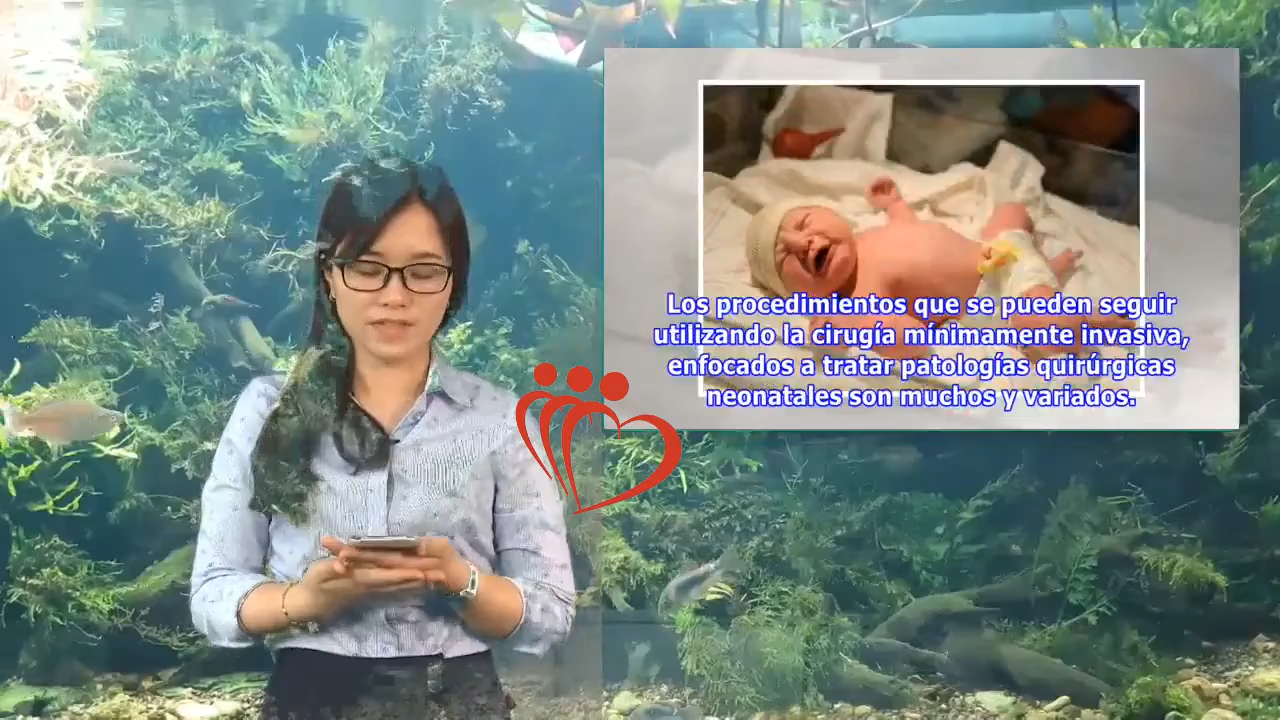 Los procedimientos que se pueden seguir
utilizando la cirugía mínimamente invasiva,
enfocados a tratar patologías quirúrgicas
neonatales son muchos y variados.